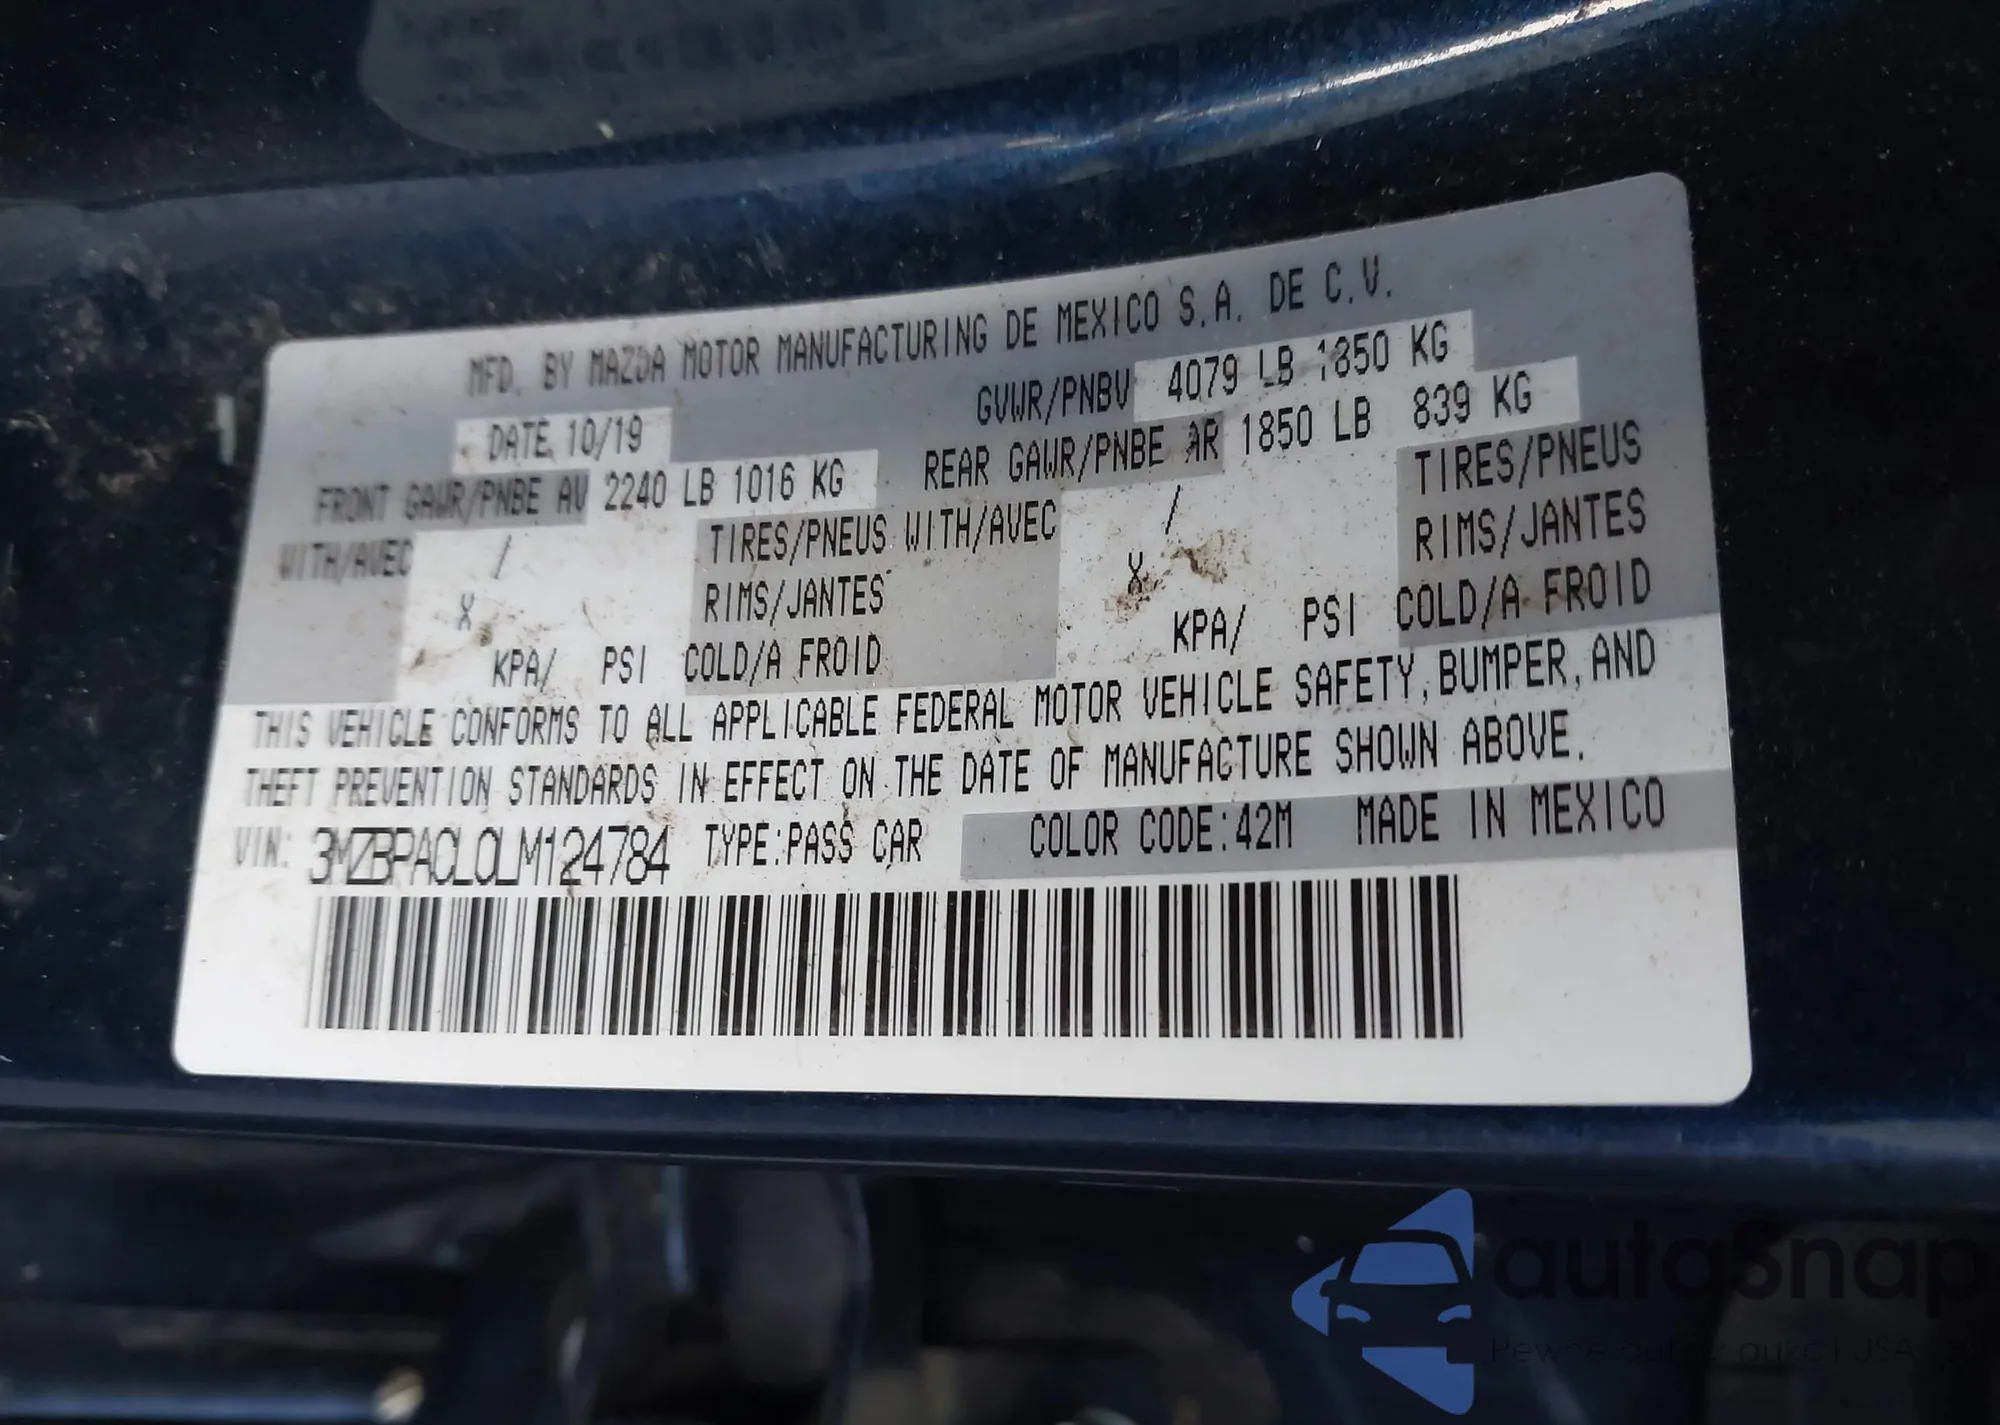 MFD. BY MAZDA MOTOR MANUFACTURING DE MEXICO S.A. DE C.V.
DATE 10/19 GVWR/PNBV 4079 LB 1850 KG
FRONT GAWR/PNBE AV 2240 LB 1016 KG REAR GAWR/PNBE AR 1850 LB 839 KG
WITH/AVEC / TIRES/PNEUS WITH/AVEC / TIRES/PNEUS
X RIMS/JANTES X RIMS/JANTES
KPA/ PSI COLD/A FROID KPA/ PSI COLD/A FROID
THIS VEHICLE CONFORMS TO ALL APPLICABLE FEDERAL MOTOR VEHICLE SAFETY, BUMPER, AND
THEFT PREVENTION STANDARDS IN EFFECT ON THE DATE OF MANUFACTURE SHOWN ABOVE.
VIN: 3MZBPACL0LM124784 TYPE:PASS CAR COLOR CODE:42M MADE IN MEXICO
autaSnap